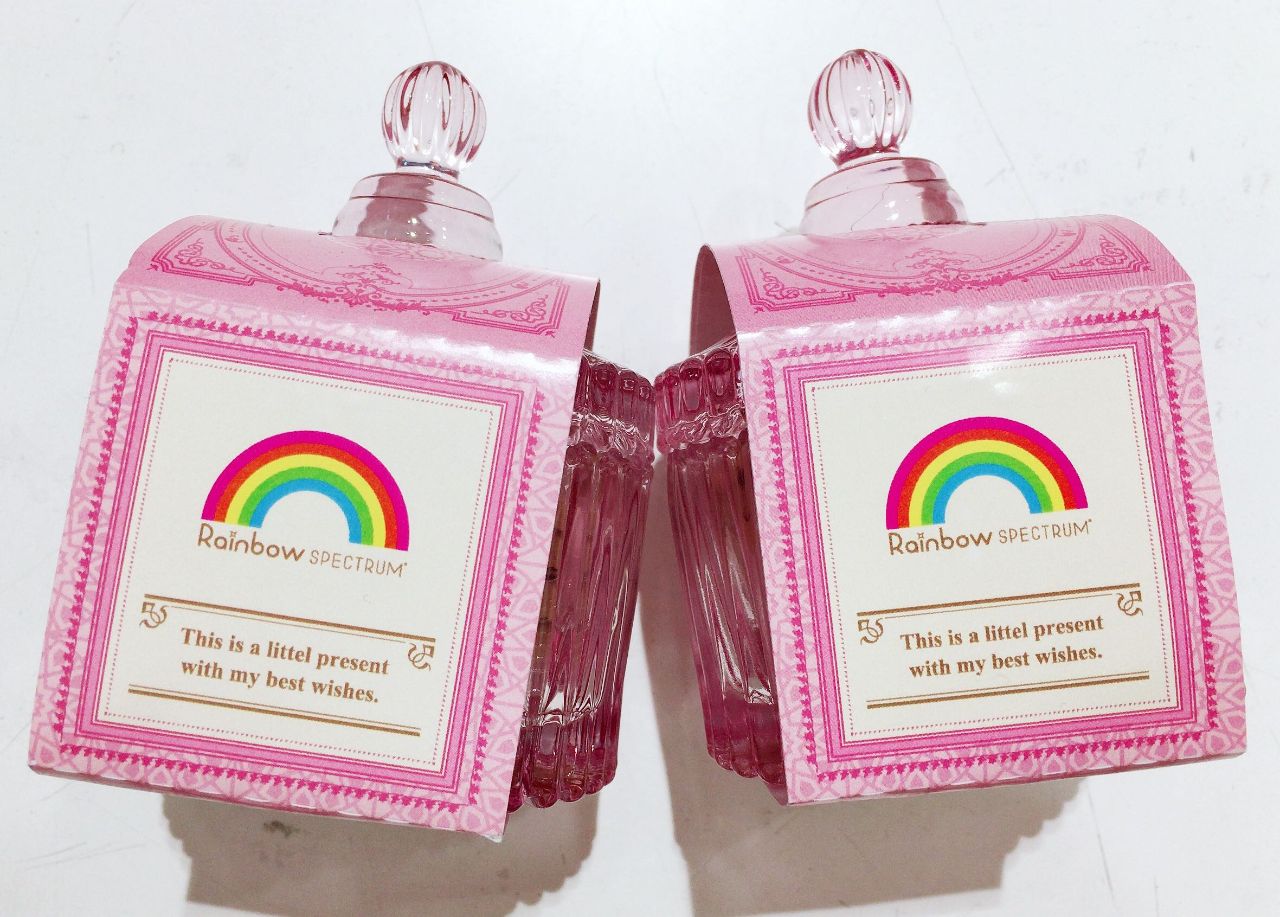 Rainbow SPECTRUM
This is a littel present
with my best wishes.
Rainbow SPECTRUM
This is a littel present
with my best wishes.